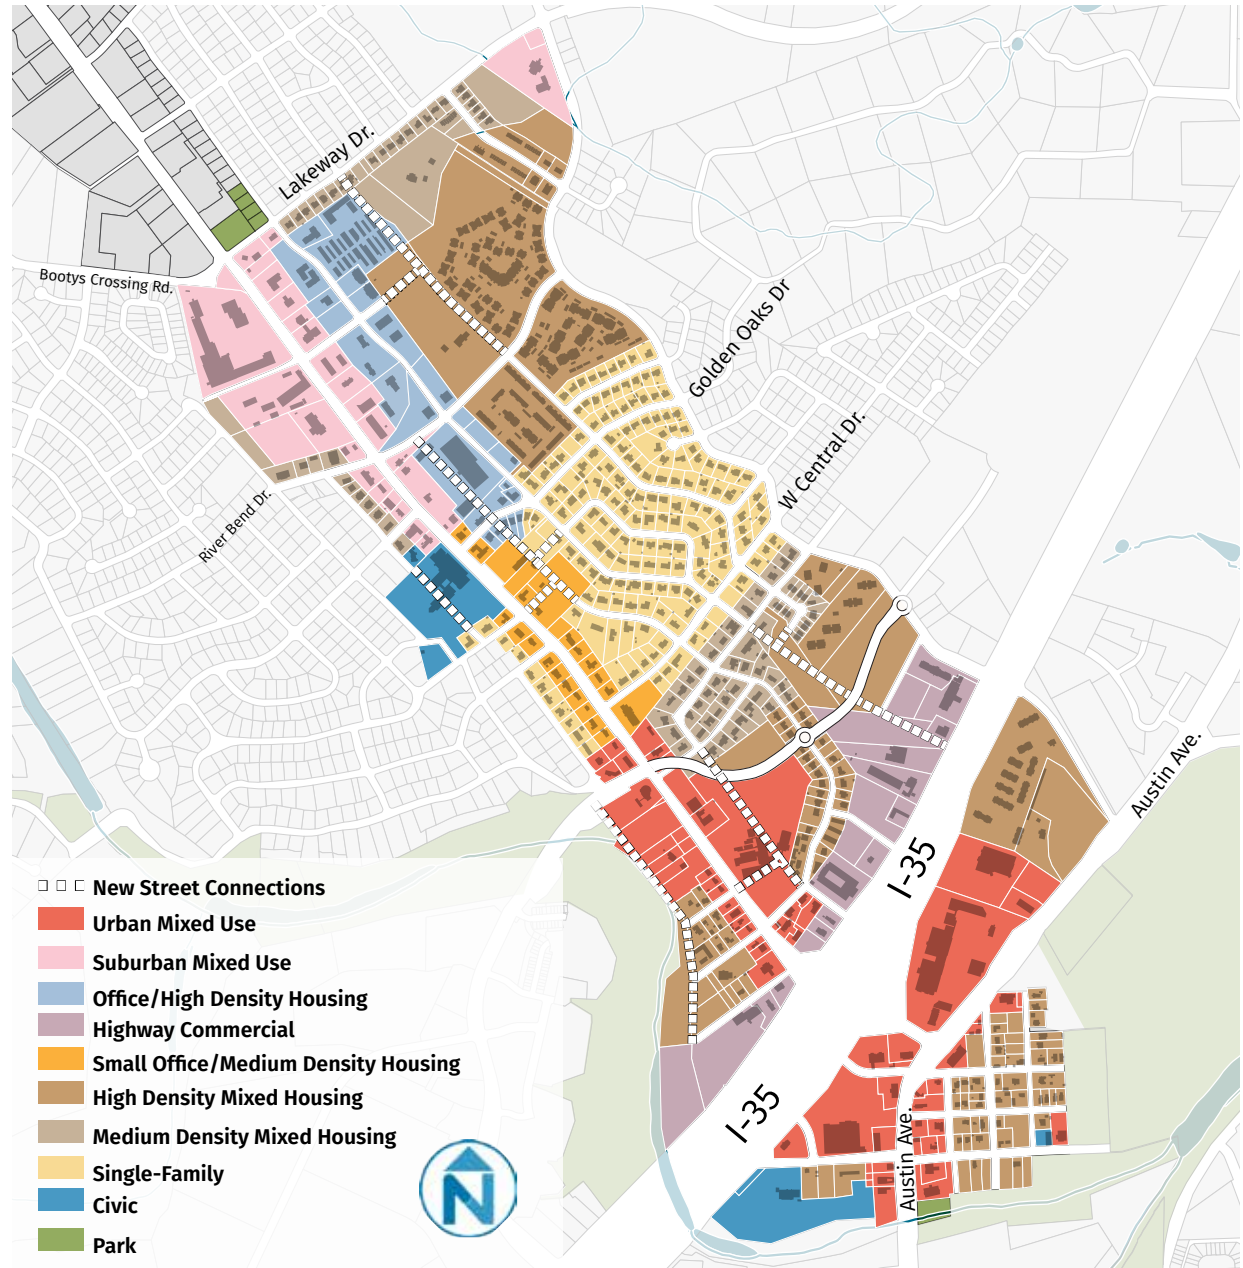 Lakeway Dr.
Bootys Crossing Rd.
Golden Oaks Dr
W Central Dr.
River Bend Dr.
Austin Ave.
I-35
New Street Connections
Urban Mixed Use
Suburban Mixed Use
Office/High Density Housing
Highway Commercial
Small Office/Medium Density Housing
High Density Mixed Housing
Medium Density Mixed Housing
Single-Family
Civic
Park
N
I-35
Austin Ave.